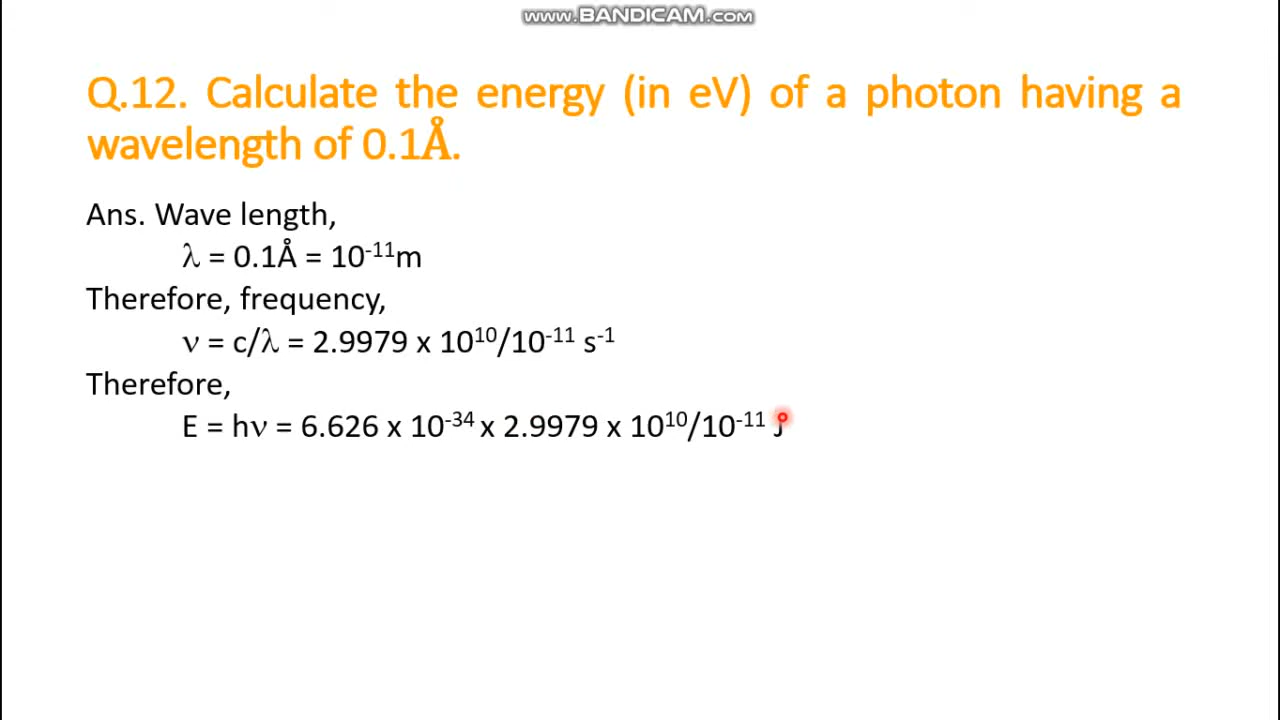 www.BANDICAM.com
Q.12. Calculate the energy (in eV) of a photon having a
wavelength of 0.1Å.
Ans. Wave length,
λ = 0.1Å = 10⁻¹¹m
Therefore, frequency,
ν = c/λ = 2.9979 x 10¹⁰/10⁻¹¹ s⁻¹
Therefore,
E = hν = 6.626 x 10⁻³⁴ x 2.9979 x 10¹⁰/10⁻¹¹ J